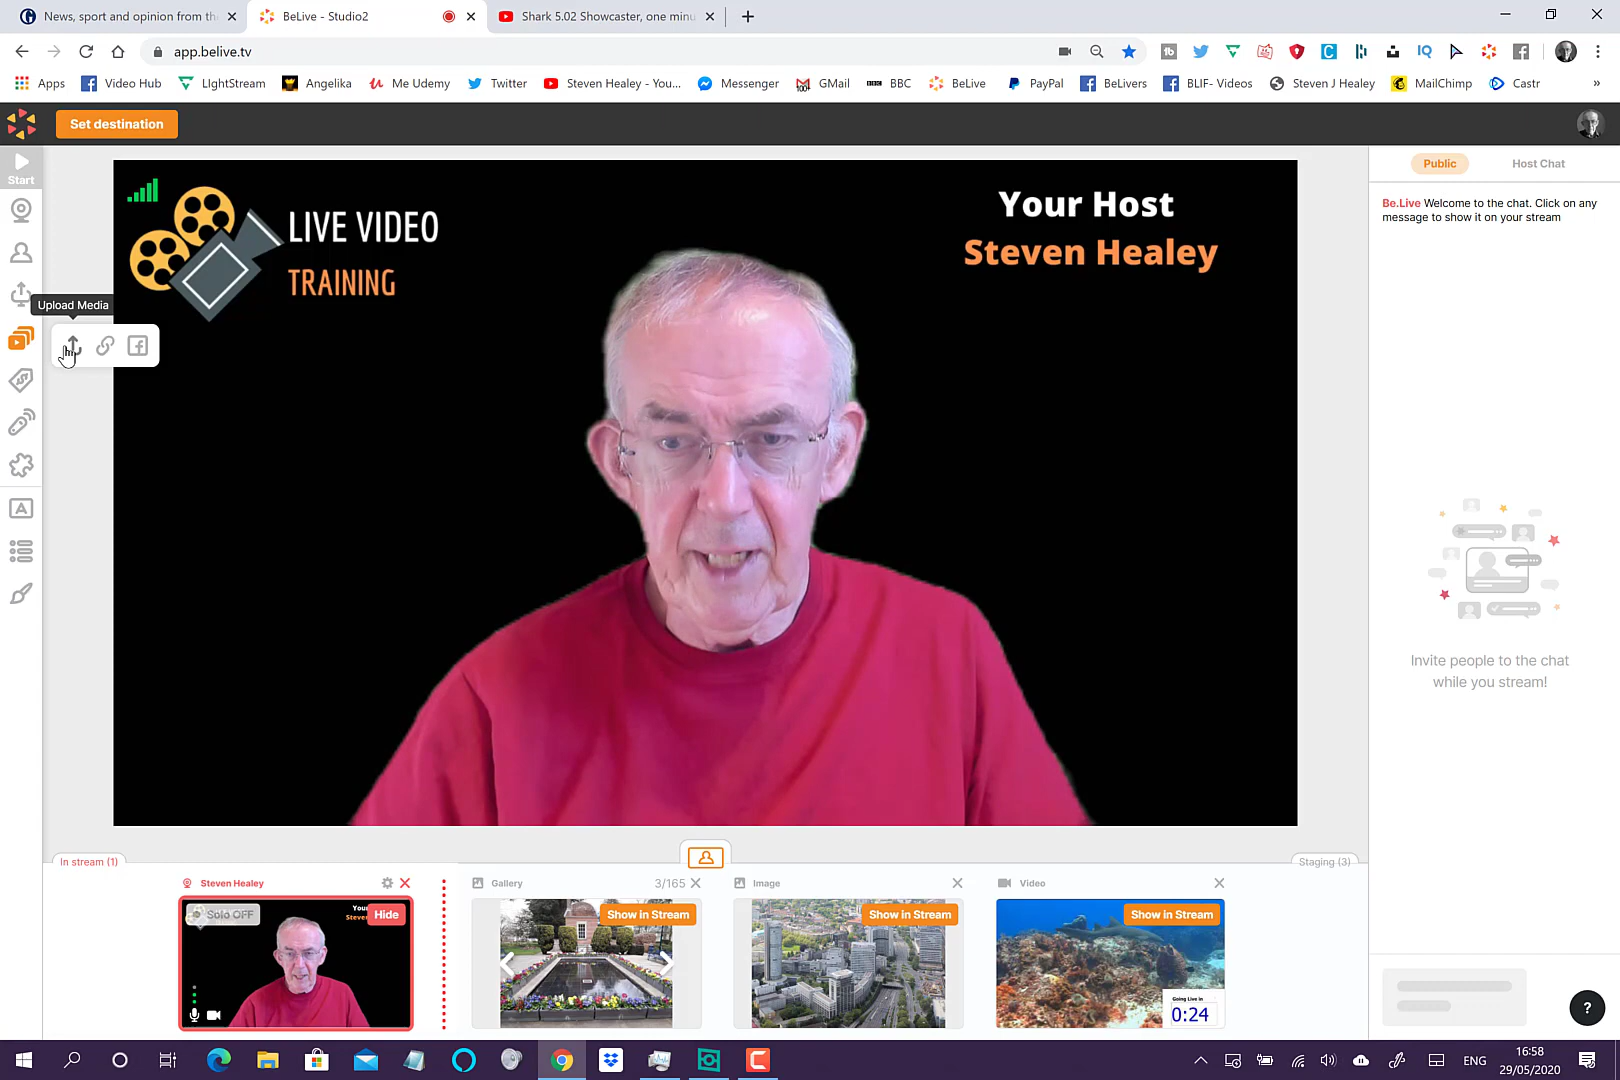 News, sport and opinion from th
BeLive - Studio2
Shark 5.02 Showcaster, one minu
app.belive.tv
Apps
Video Hub
LIghtStream
Angelika
Me Udemy
Twitter
Steven Healey - You...
Messenger
GMail
BBC
BeLive
PayPal
BeLivers
BLIF- Videos
Steven J Healey
MailChimp
Castr
»
Set destination
Start
Public
Host Chat
Be.Live Welcome to the chat. Click on any
message to show it on your stream
LIVE VIDEO
TRAINING
Your Host
Steven Healey
Upload Media
Invite people to the chat
while you stream!
In stream (1)
Staging (3)
Steven Healey
Gallery
3/165
Image
Video
Solo OFF
Hide
Show in Stream
Show in Stream
Show in Stream
Going Live in
0:24
?
ENG
16:58
29/05/2020